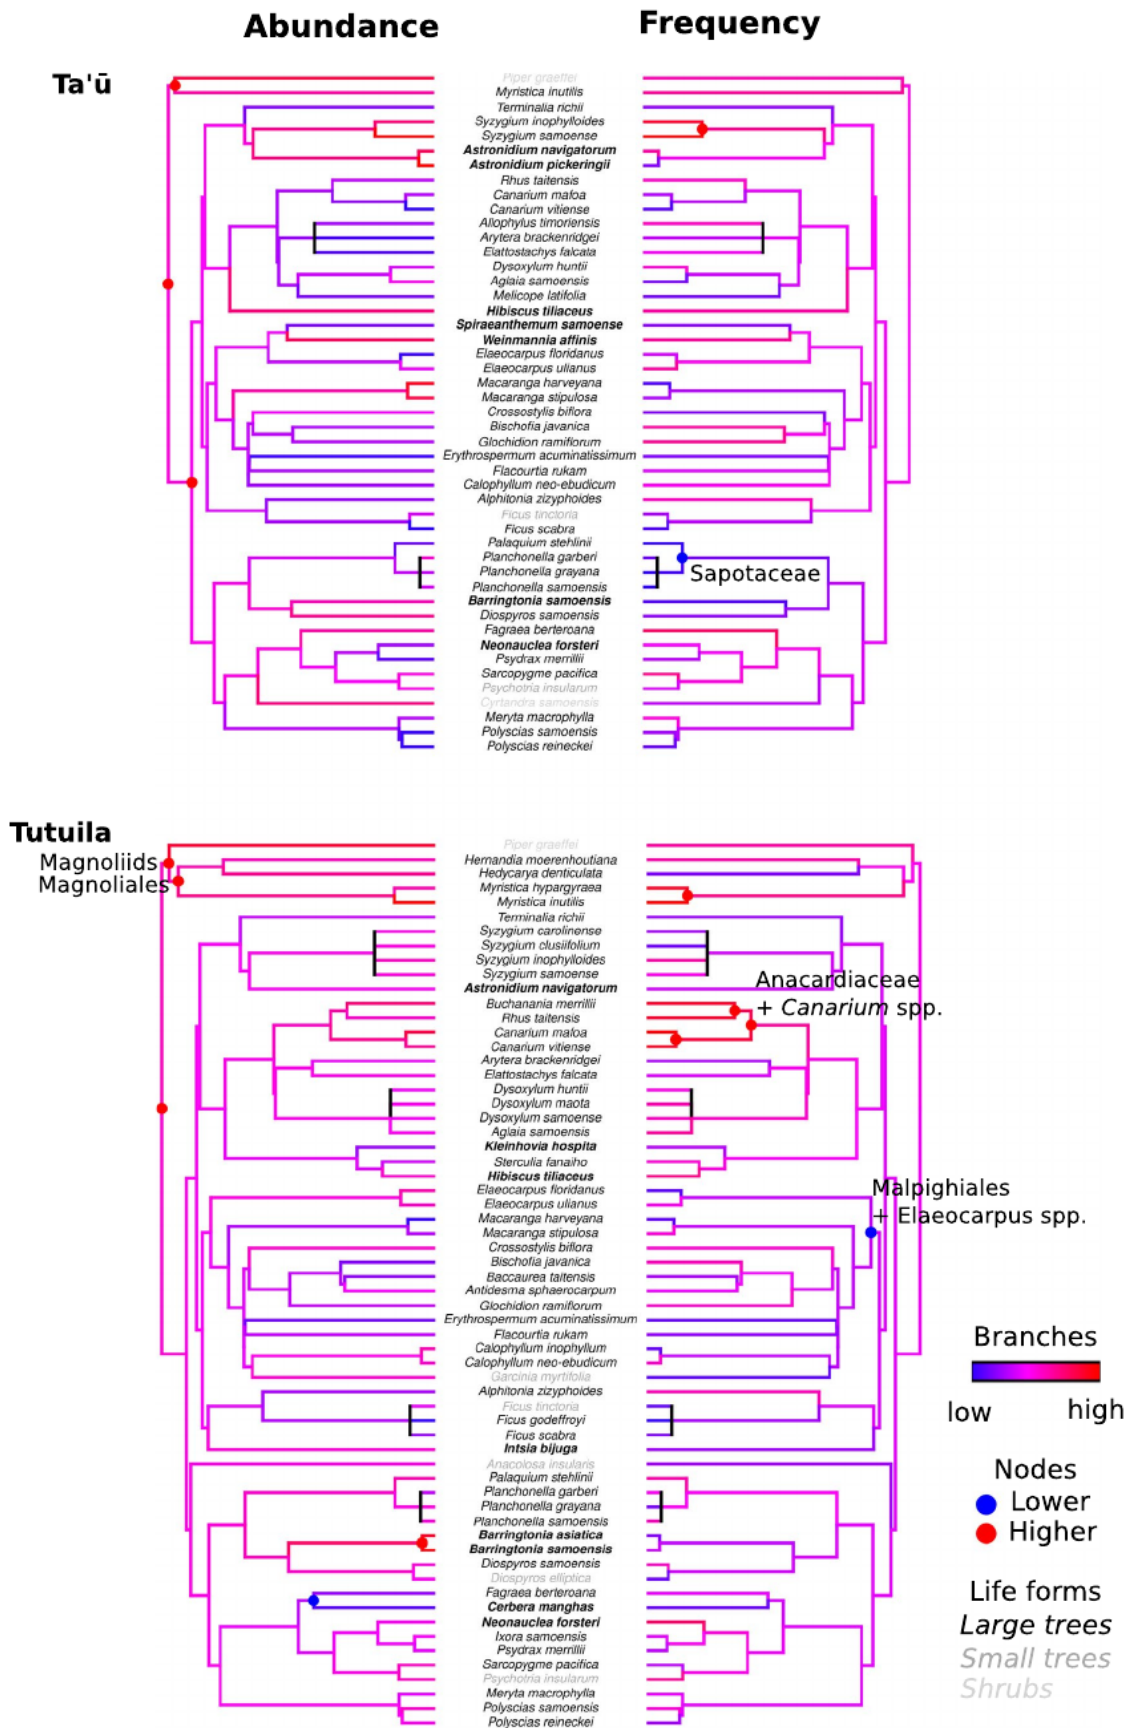 Abundance
Frequency
Ta'ū
Piper graeffei
Myristica inutilis
Terminalia richii
Syzygium inophylloides
Syzygium samoense
Astronidium navigatorum
Astronidium pickeringii
Rhus taitensis
Canarium mafoa
Canarium vitiense
Allophylus timoriensis
Arytera brackenridgei
Elattostachys falcata
Dysoxylum huntii
Aglaia samoensis
Melicope latifolia
Hibiscus tiliaceus
Spiraeanthemum samoense
Weinmannia affinis
Elaeocarpus floridanus
Elaeocarpus ulianus
Macaranga harveyana
Macaranga stipulosa
Crossostylis biflora
Bischofia javanica
Glochidion ramiflorum
Erythrospermum acuminatissimum
Flacourtia rukam
Calophyllum neo-ebudicum
Alphitonia zizyphoides
Ficus tinctoria
Ficus scabra
Palaquium stehlinii
Planchonella garberi
Planchonella grayana
Sapotaceae
Planchonella samoensis
Barringtonia samoensis
Diospyros samoensis
Fagraea berteroana
Neonauclea forsteri
Psydrax merrillii
Sarcopygme pacifica
Psychotria insularum
Cyrtandra samoensis
Meryta macrophylla
Polyscias samoensis
Polyscias reineckei
Tutuila
Piper graeffei
Magnoliids
Hernandia moerenhoutiana
Hedycarya denticulata
Magnoliales
Myristica hypargyraea
Myristica inutilis
Terminalia richii
Syzygium carolinense
Syzygium clusiifolium
Syzygium inophylloides
Syzygium samoense
Anacardiaceae
+ Canarium spp.
Astronidium navigatorum
Buchanania merrillii
Rhus taitensis
Canarium mafoa
Canarium vitiense
Arytera brackenridgei
Elattostachys falcata
Dysoxylum huntii
Dysoxylum maota
Dysoxylum samoense
Aglaia samoensis
Kleinhovia hospita
Sterculia fanaiho
Hibiscus tiliaceus
Malpighiales
+ Elaeocarpus spp.
Elaeocarpus floridanus
Elaeocarpus ulianus
Macaranga harveyana
Macaranga stipulosa
Crossostylis biflora
Bischofia javanica
Baccaurea taitensis
Antidesma sphaerocarpum
Glochidion ramiflorum
Erythrospermum acuminatissimum
Flacourtia rukam
Calophyllum inophyllum
Calophyllum neo-ebudicum
Garcinia myrtifolia
Alphitonia zizyphoides
Ficus tinctoria
Ficus godeffroyi
Ficus scabra
Intsia bijuga
Anacolosa insularis
Palaquium stehlinii
Planchonella garberi
Planchonella grayana
Planchonella samoensis
Barringtonia asiatica
Barringtonia samoensis
Diospyros samoensis
Diospyros elliptica
Fagraea berteroana
Cerbera manghas
Neonauclea forsteri
Ixora samoensis
Psydrax merrillii
Sarcopygme pacifica
Psychotria insularum
Meryta macrophylla
Polyscias samoensis
Polyscias reineckei
Branches
low high
Nodes
Lower
Higher
Life forms
Large trees
Small trees
Shrubs